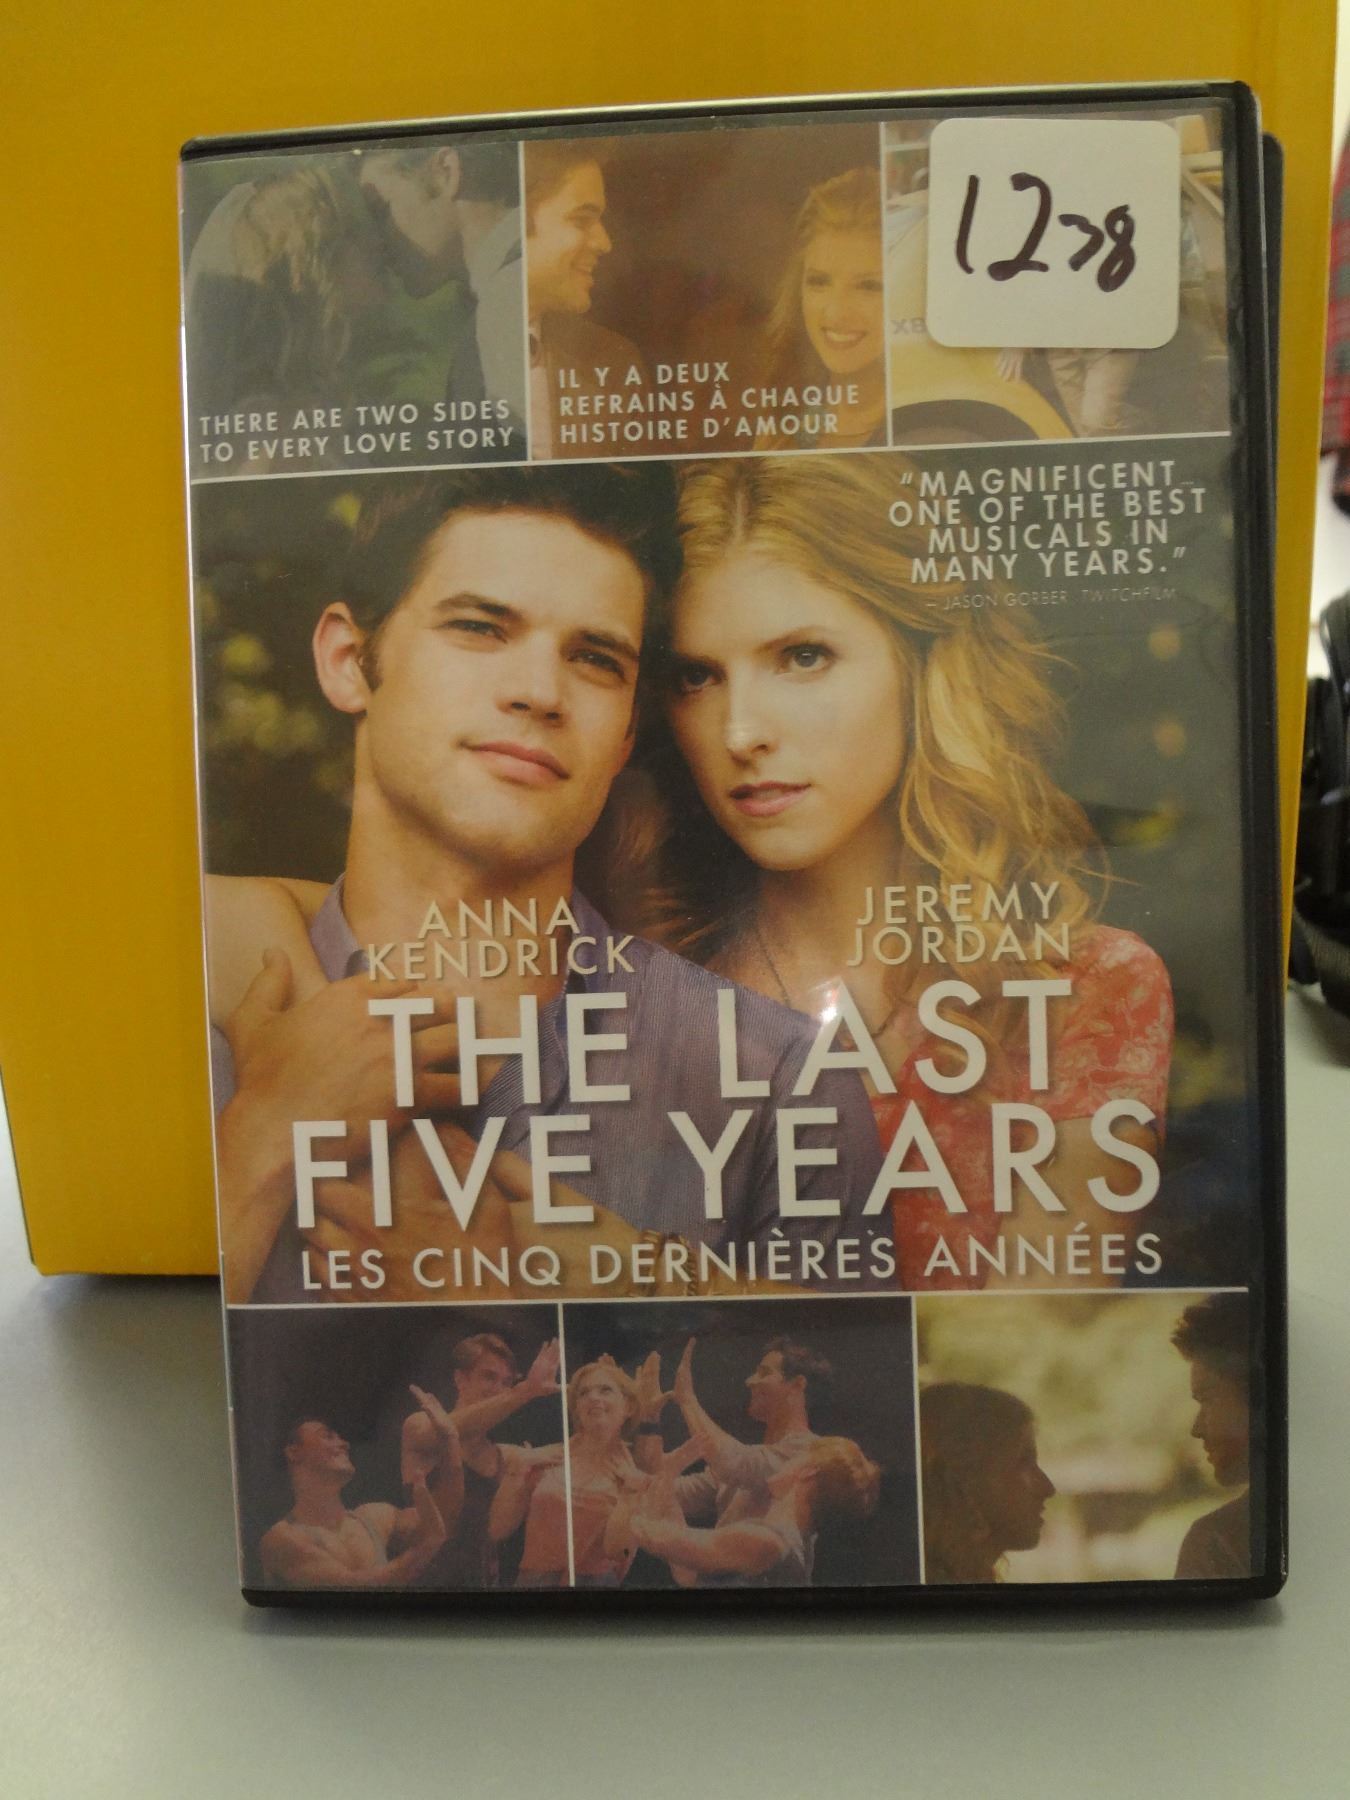 1278
THERE ARE TWO SIDES
TO EVERY LOVE STORY
IL Y A DEUX
REFRAINS À CHAQUE
HISTOIRE D'AMOUR
"MAGNIFICENT...
ONE OF THE BEST
MUSICALS IN
MANY YEARS."
– JASON GORBER, TWITCHFILM
ANNA
KENDRICK
JEREMY
JORDAN
THE LAST
FIVE YEARS
LES CINQ DERNIÈRES ANNÉES